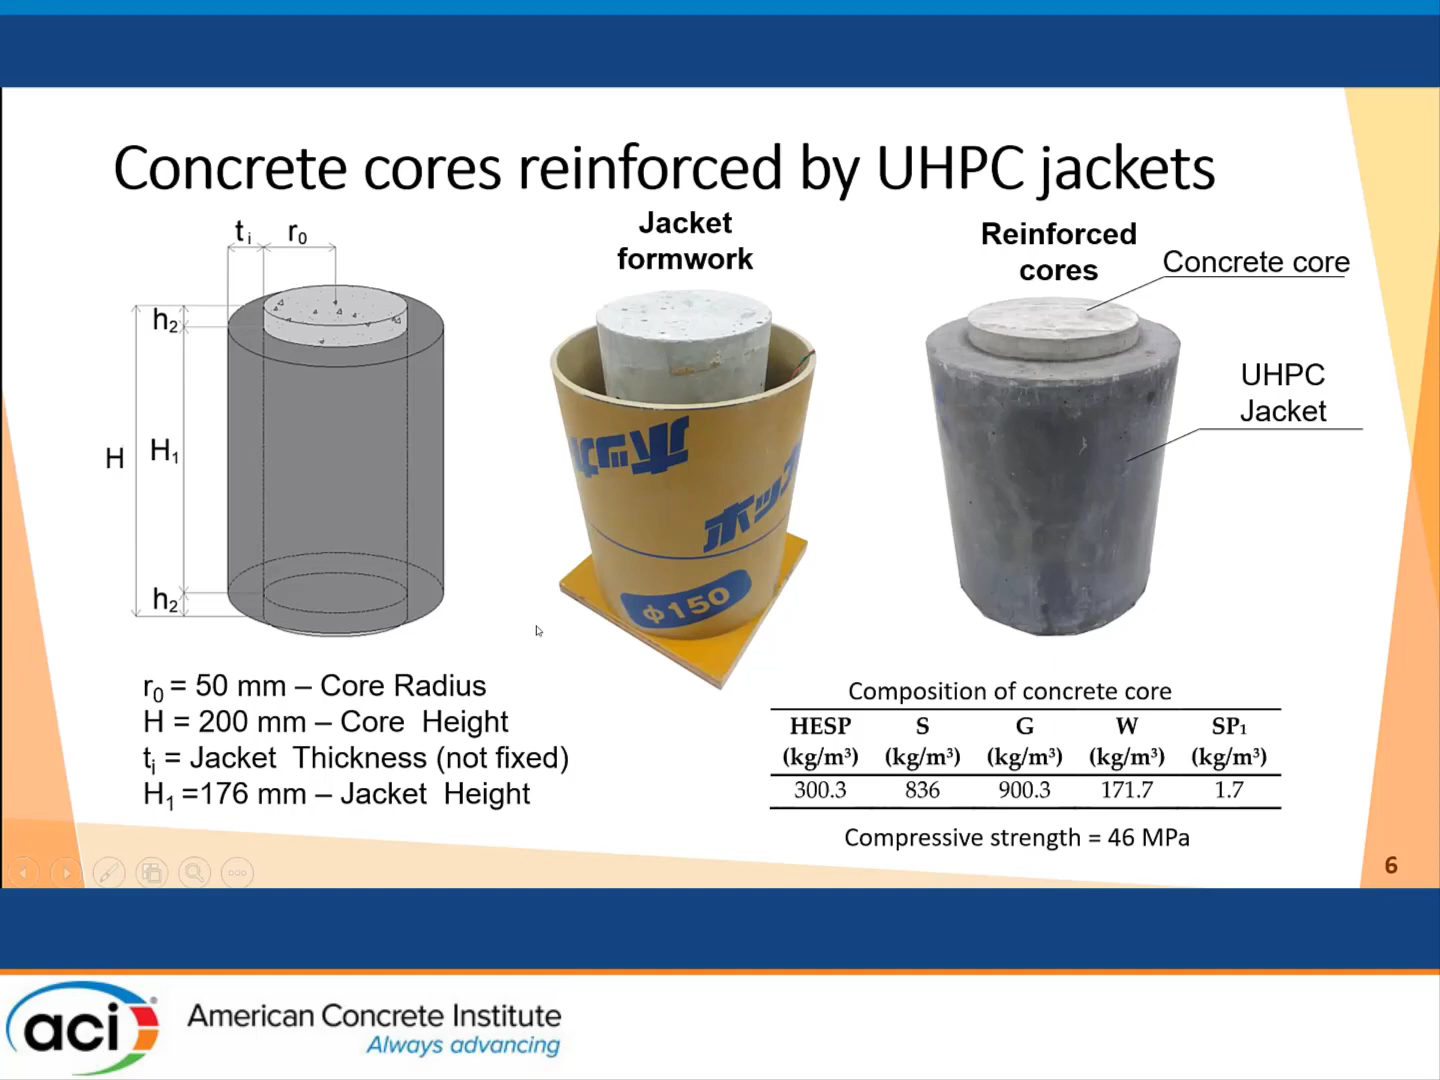 Concrete cores reinforced by UHPC jackets
Jacket
formwork
Reinforced
cores
Concrete core
UHPC
Jacket
tᵢ
r₀
h₂
H
H₁
h₂
ホッ
φ150
r₀ = 50 mm – Core Radius
H = 200 mm – Core Height
tᵢ = Jacket Thickness (not fixed)
H₁ =176 mm – Jacket Height
Composition of concrete core
HESP S G W SP₁
(kg/m³) (kg/m³) (kg/m³) (kg/m³) (kg/m³)
300.3 836 900.3 171.7 1.7
Compressive strength = 46 MPa
6
aci
American Concrete Institute
Always advancing